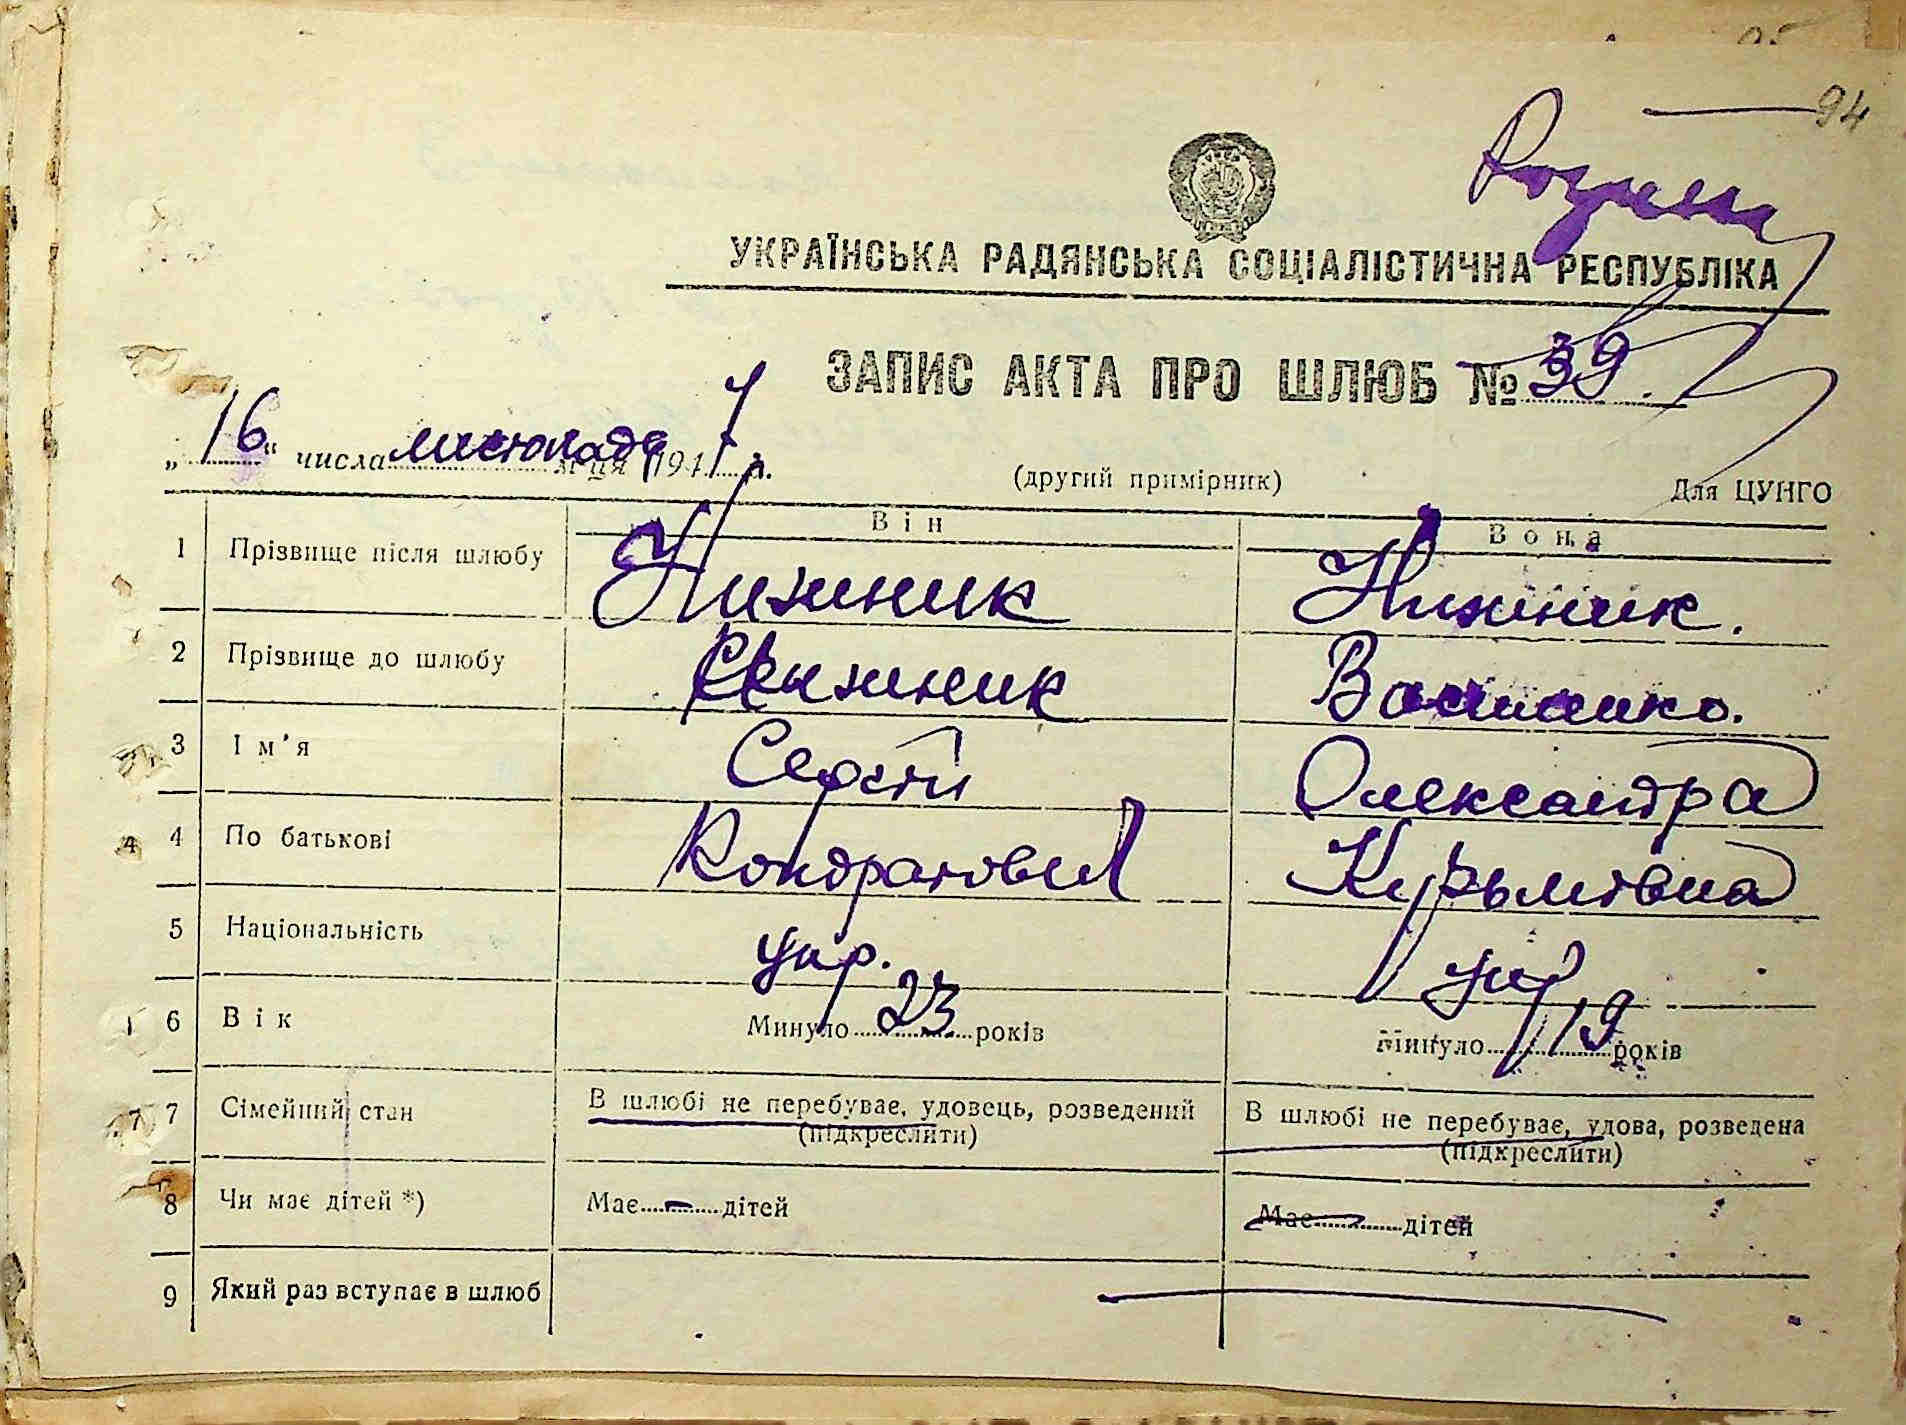 94
УКРАЇНСЬКА РАДЯНСЬКА СОЦІАЛІСТИЧНА РЕСПУБЛІКА
ЗАПИС АКТА ПРО ШЛЮБ № 39.
„16“ числа листопада м-ця 194 р.
(другий примірник)
Для ЦУНГО
Він Вона
1 Прізвище після шлюбу Нижник Нижник.
2 Прізвище до шлюбу Нижник
3 Ім'я Сергій Олександра
4 По батькові Кондратович Кузьмівна
5 Національність укр. укр
6 Вік Минуло 23 років Минуло 19 років
7 Сімейний стан В шлюбі не перебуває, удовець, розведений В шлюбі не перебуває, удова, розведена
(підкреслити) (підкреслити)
8 Чи має дітей *) Має - дітей Має дітей
9 Який раз вступає в шлюб